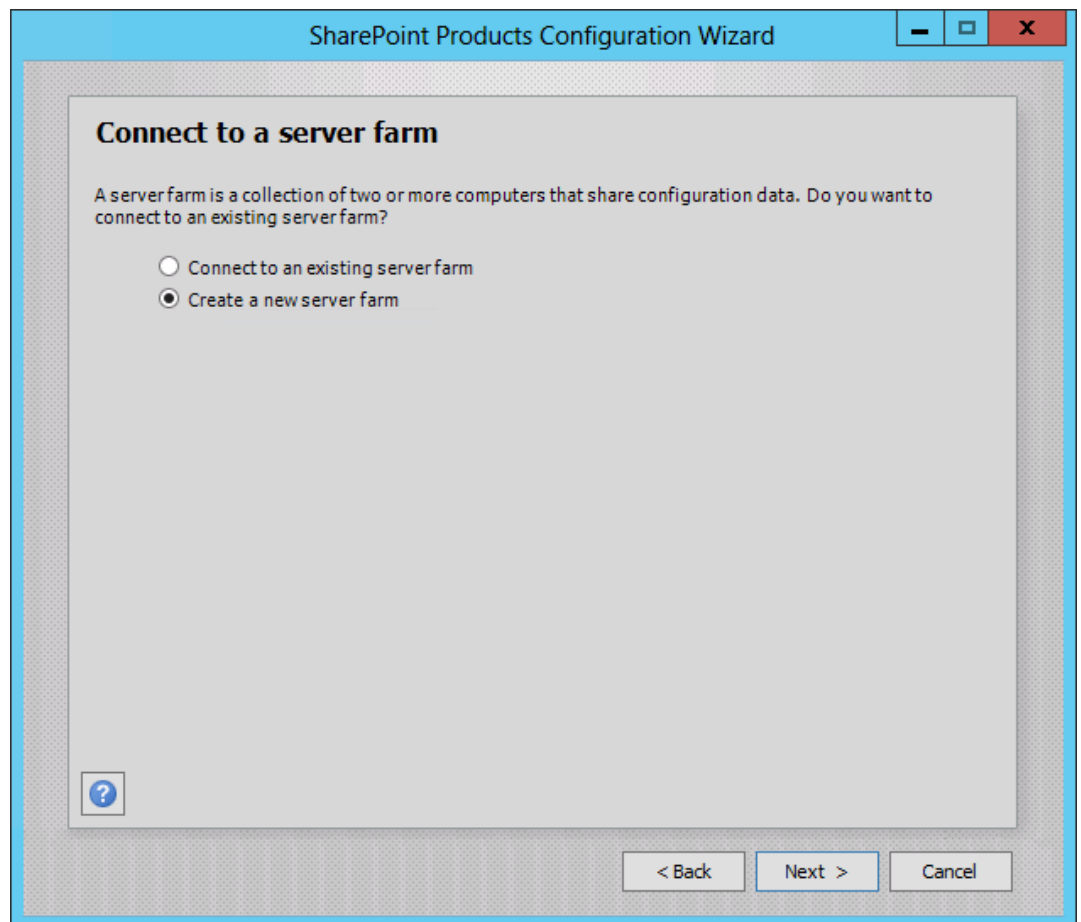 SharePoint Products Configuration Wizard
Connect to a server farm
A server farm is a collection of two or more computers that share configuration data. Do you want to
connect to an existing server farm?
Connect to an existing server farm
Create a new server farm
?
< Back
Next >
Cancel